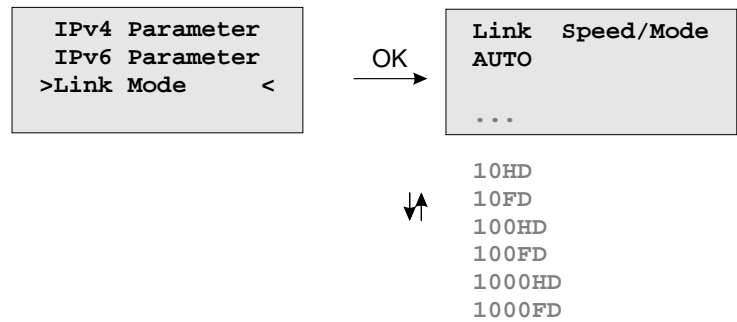 IPv4 Parameter
IPv6 Parameter
>Link Mode <
OK
Link Speed/Mode
AUTO
...
10HD
10FD
100HD
100FD
1000HD
1000FD